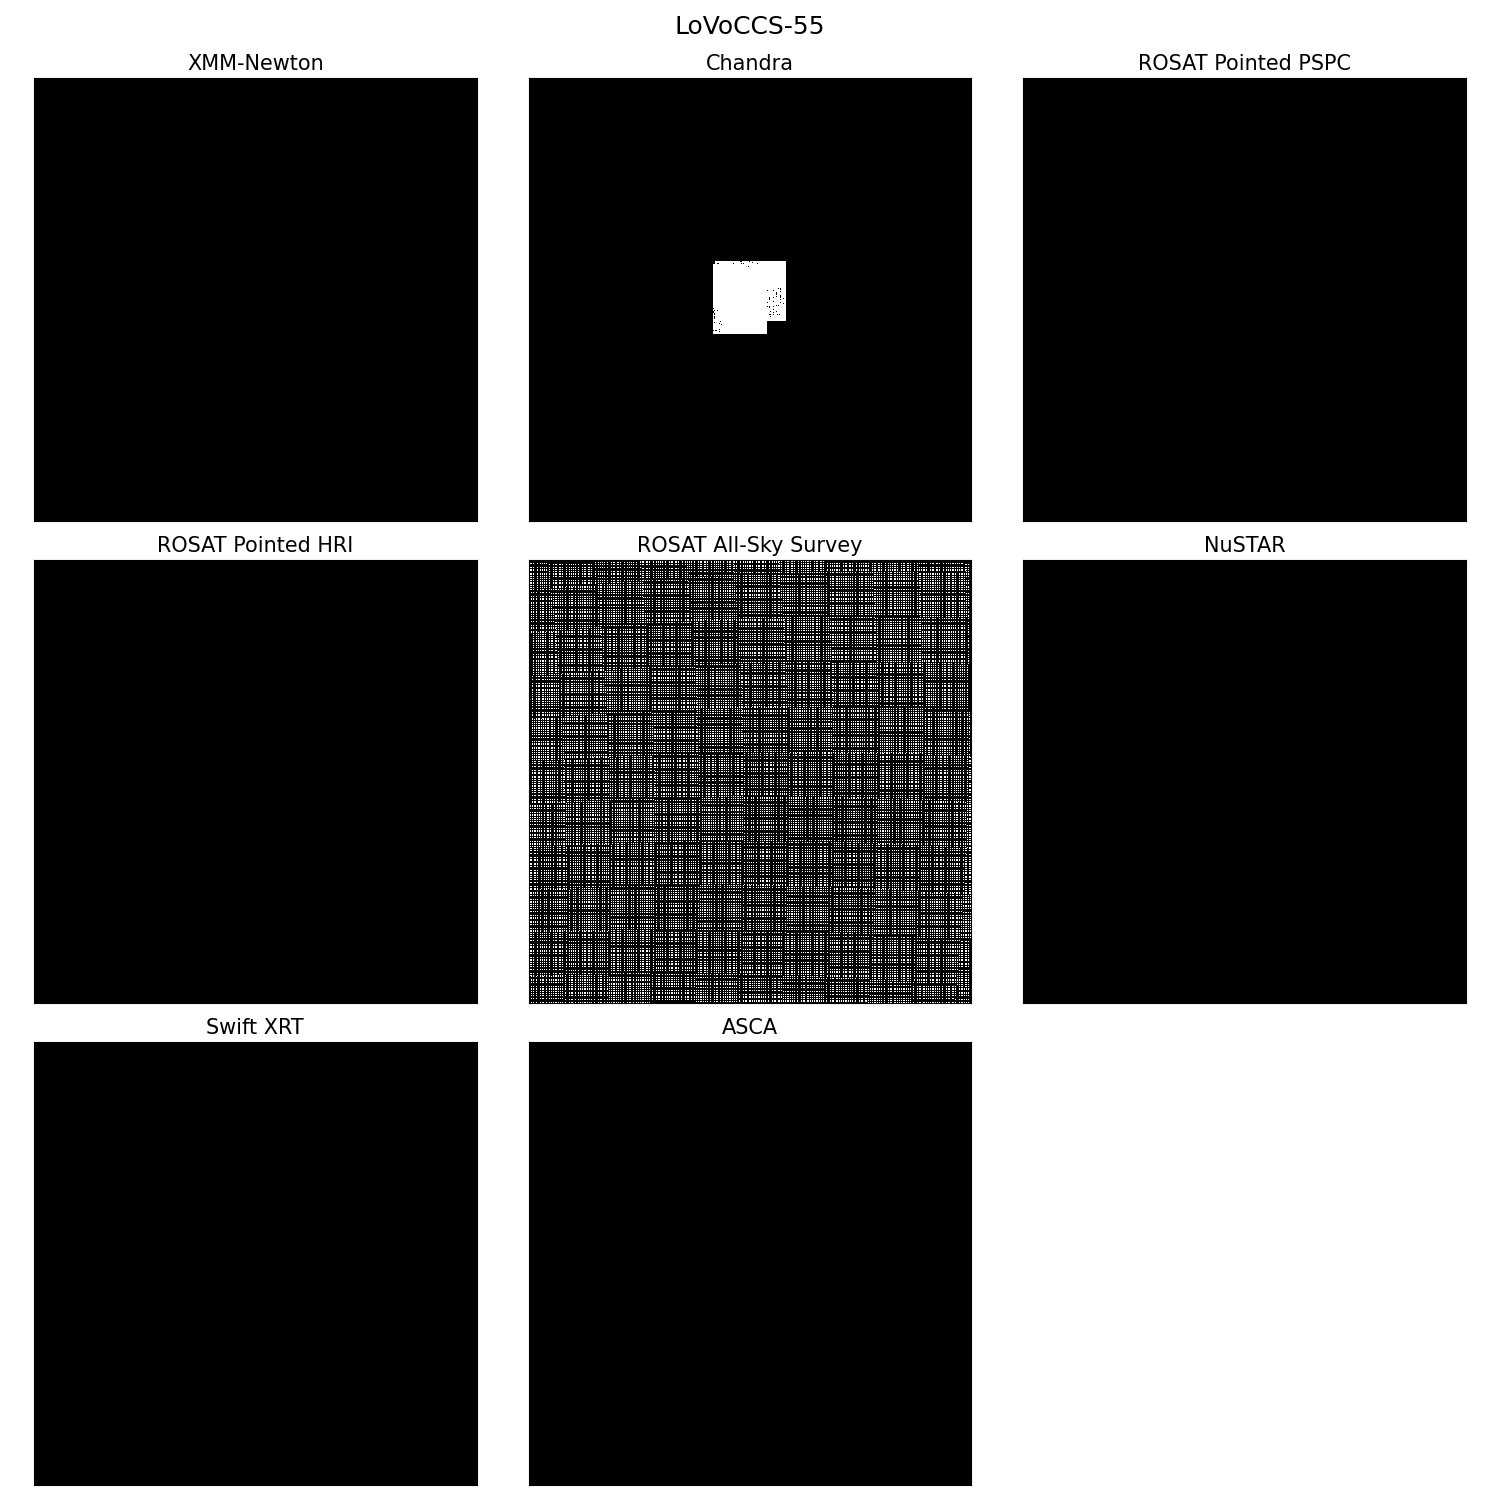 LoVoCCS-55
XMM-Newton
Chandra
ROSAT Pointed PSPC
ROSAT Pointed HRI
ROSAT All-Sky Survey
NuSTAR
Swift XRT
ASCA